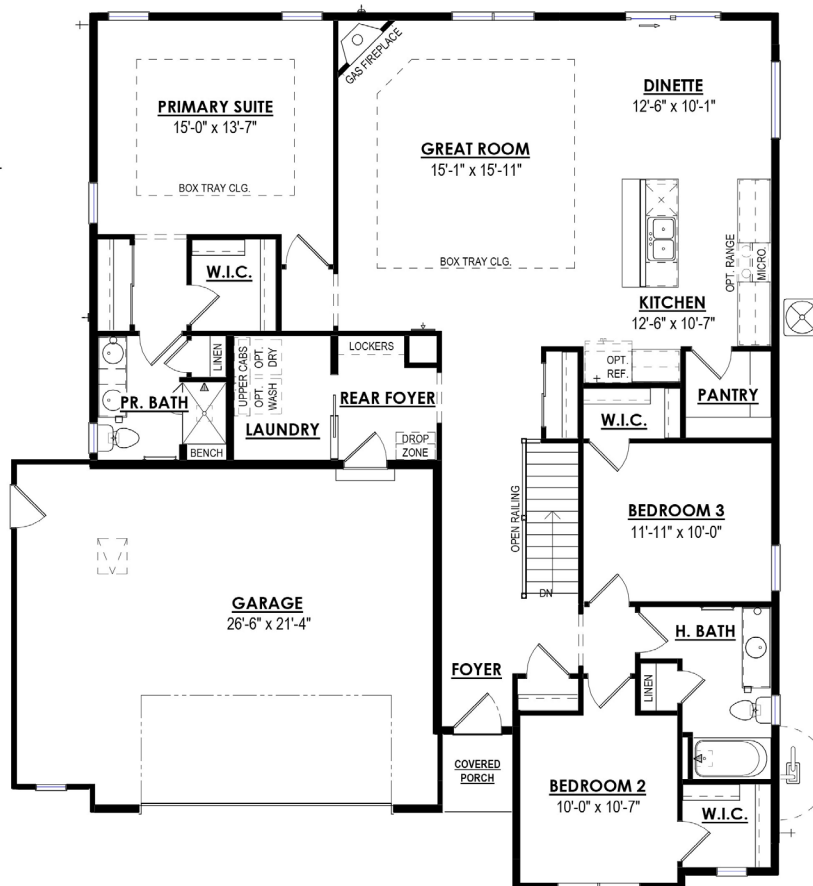 GAS FIREPLACE
PRIMARY SUITE
15'-0" x 13'-7"
BOX TRAY CLG.
GREAT ROOM
15'-1" x 15'-11"
BOX TRAY CLG.
DINETTE
12'-6" x 10'-1"
W.I.C.
OPT. RANGE
MICRO.
KITCHEN
12'-6" x 10'-7"
LINEN
UPPER CABS
OPT. WASH
OPT. DRY
LOCKERS
OPT.
REF.
PANTRY
PR. BATH
BENCH
LAUNDRY
REAR FOYER
DROP
ZONE
W.I.C.
OPEN RAILING
DN
BEDROOM 3
11'-11" x 10'-0"
GARAGE
26'-6" x 21'-4"
H. BATH
FOYER
LINEN
COVERED
PORCH
BEDROOM 2
10'-0" x 10'-7"
W.I.C.